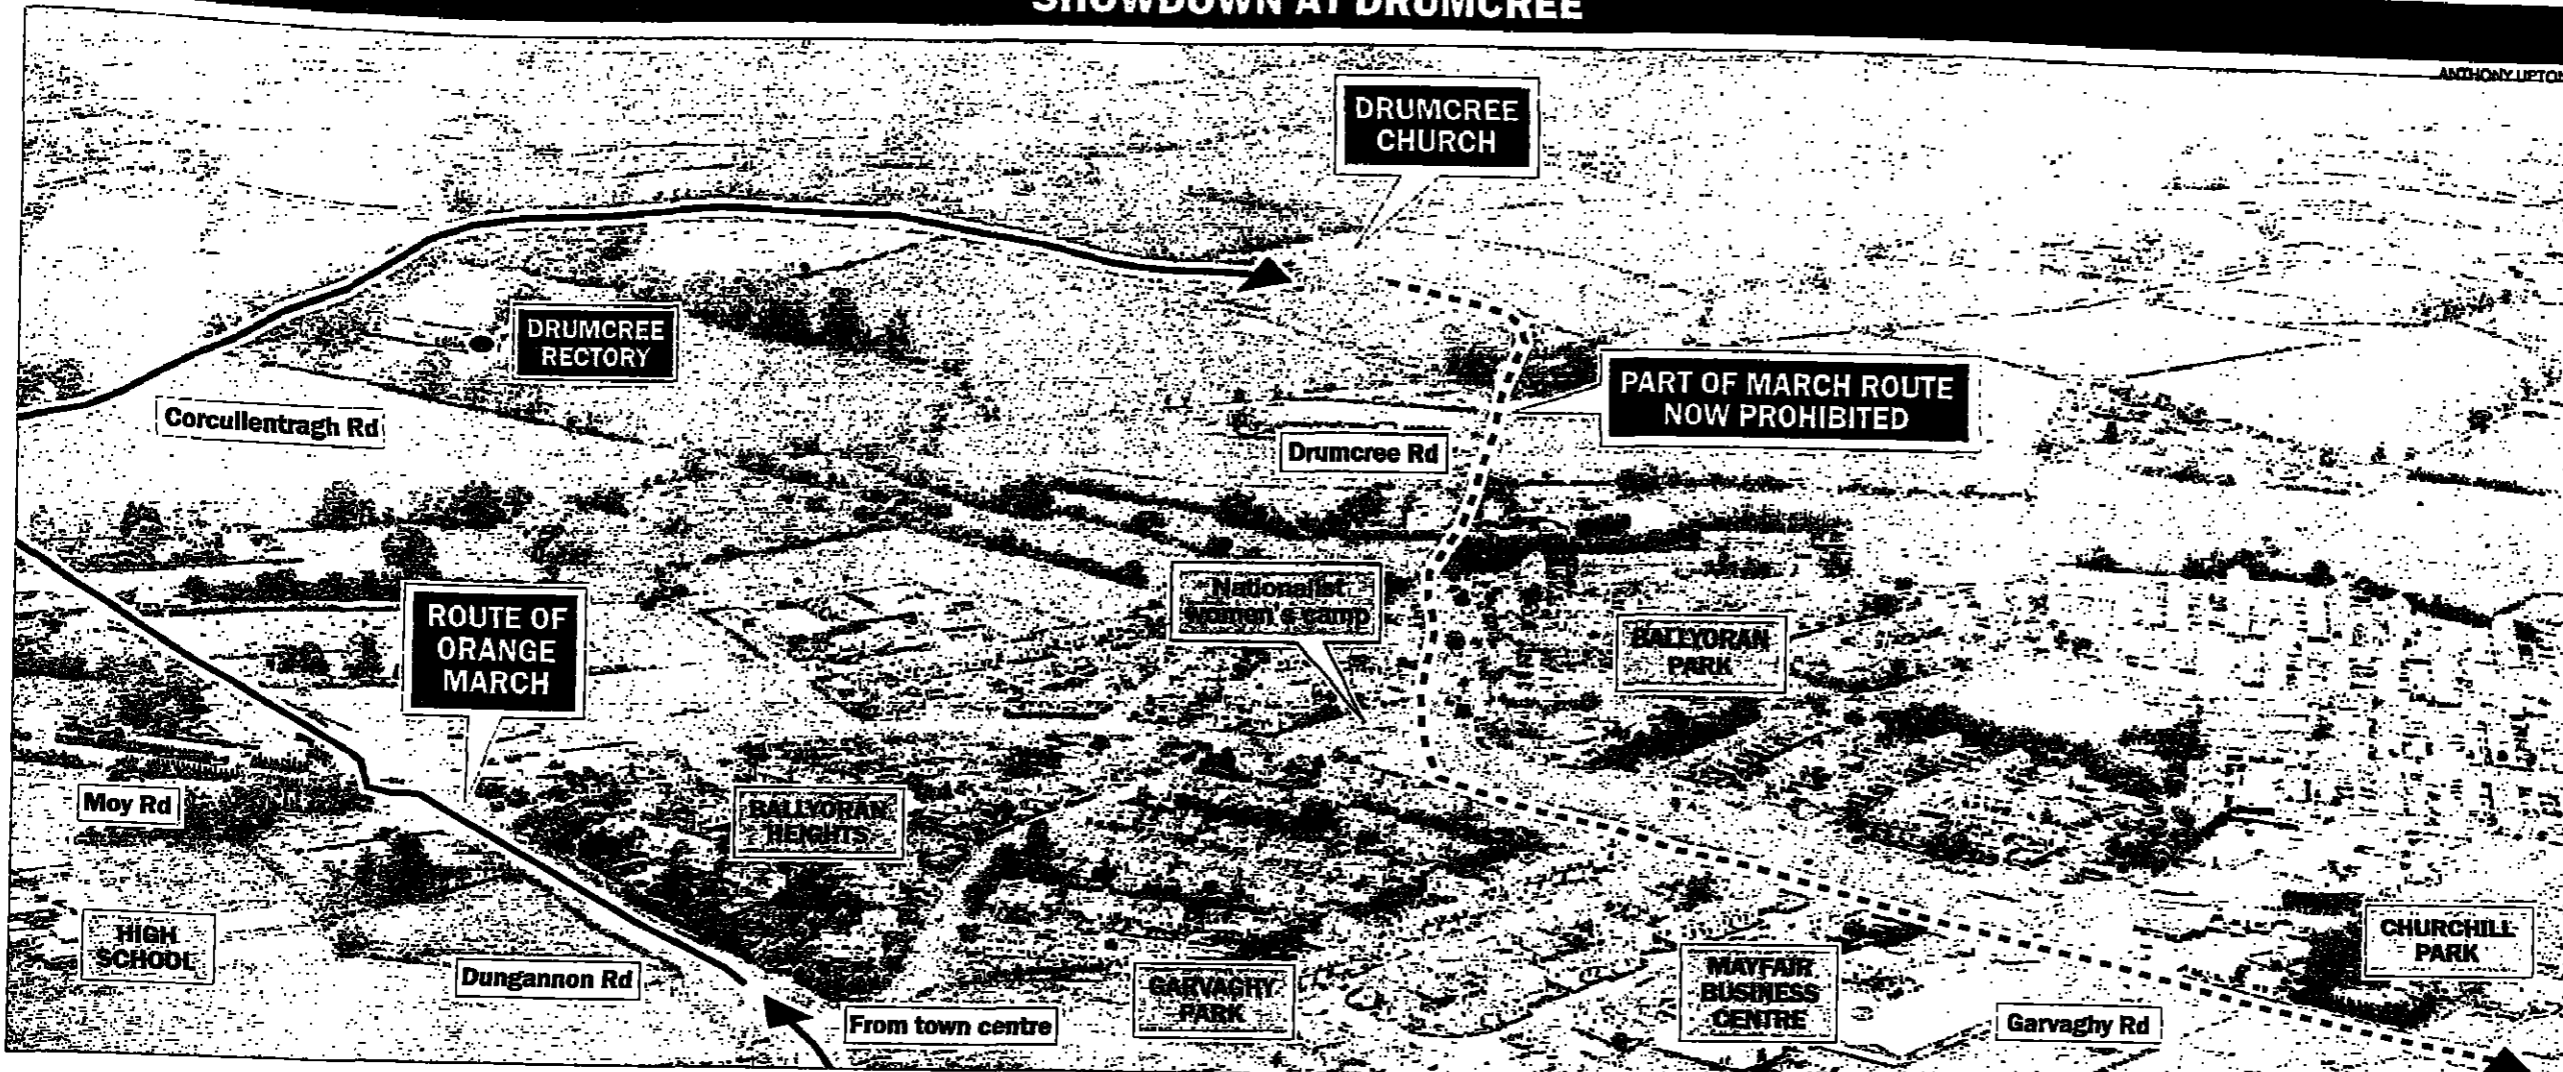 SHOWDOWN AT DRUMCREE
ANTHONY UPTON
DRUMCREE
CHURCH
DRUMCREE
RECTORY
Corcullentragh Rd
PART OF MARCH ROUTE
NOW PROHIBITED
Drumcree Rd
Nationalist
women's camp
ROUTE OF
ORANGE
MARCH
BALLYORAN
PARK
Moy Rd
BALLYORAN
HEIGHTS
HIGH
SCHOOL
Dungannon Rd
From town centre
GARVAGHY
PARK
MAYFAIR
BUSINESS
CENTRE
Garvaghy Rd
CHURCHILL
PARK